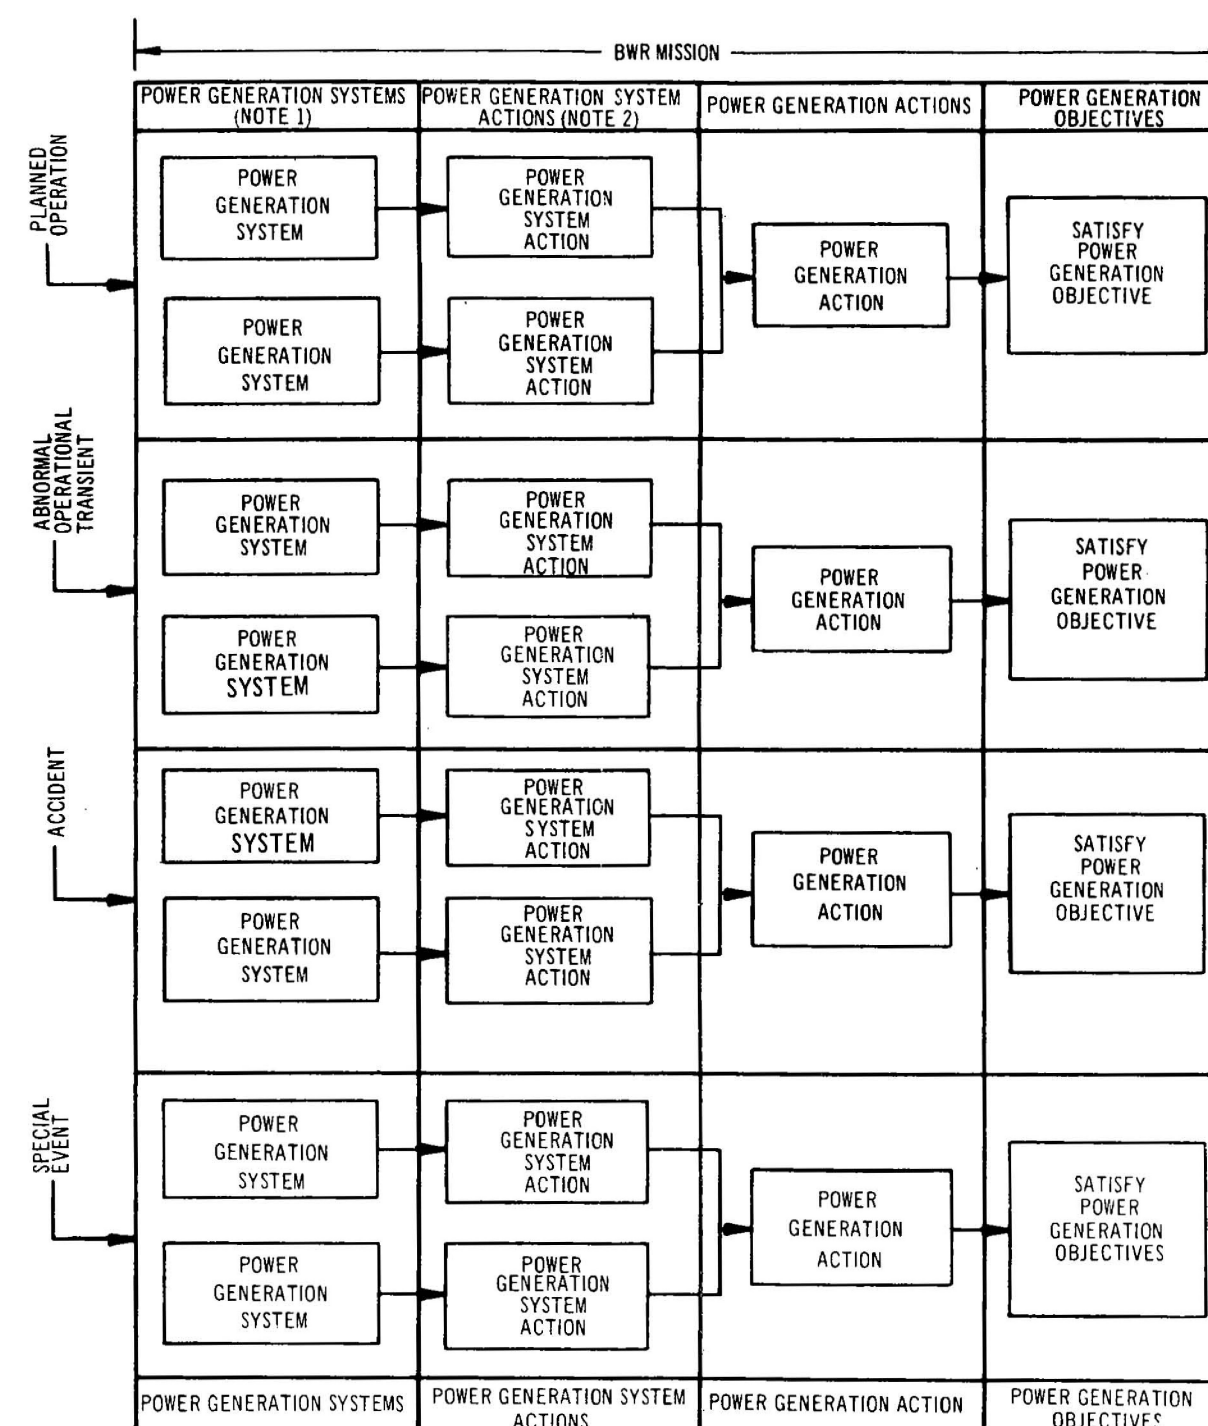 BWR MISSION
POWER GENERATION SYSTEMS
(NOTE 1)
POWER GENERATION SYSTEM
ACTIONS (NOTE 2)
POWER GENERATION ACTIONS
POWER GENERATION
OBJECTIVES
PLANNED
OPERATION
POWER
GENERATION
SYSTEM
POWER
GENERATION
SYSTEM
ACTION
POWER
GENERATION
SYSTEM
POWER
GENERATION
SYSTEM
ACTION
POWER
GENERATION
ACTION
SATISFY
POWER
GENERATION
OBJECTIVE
ABNORMAL
OPERATIONAL
TRANSIENT
POWER
GENERATION
SYSTEM
POWER
GENERATION
SYSTEM
ACTION
POWER
GENERATION
SYSTEM
POWER
GENERATION
SYSTEM
ACTION
POWER
GENERATION
ACTION
SATISFY
POWER
GENERATION
OBJECTIVE
ACCIDENT
POWER
GENERATION
SYSTEM
POWER
GENERATION
SYSTEM
ACTION
POWER
GENERATION
SYSTEM
POWER
GENERATION
SYSTEM
ACTION
POWER
GENERATION
ACTION
SATISFY
POWER
GENERATION
OBJECTIVE
SPECIAL
EVENT
POWER
GENERATION
SYSTEM
POWER
GENERATION
SYSTEM
ACTION
POWER
GENERATION
SYSTEM
POWER
GENERATION
SYSTEM
ACTION
POWER
GENERATION
ACTION
SATISFY
POWER
GENERATION
OBJECTIVES
POWER GENERATION SYSTEMS
POWER GENERATION SYSTEM
ACTIONS
POWER GENERATION ACTION
POWER GENERATION
OBJECTIVES